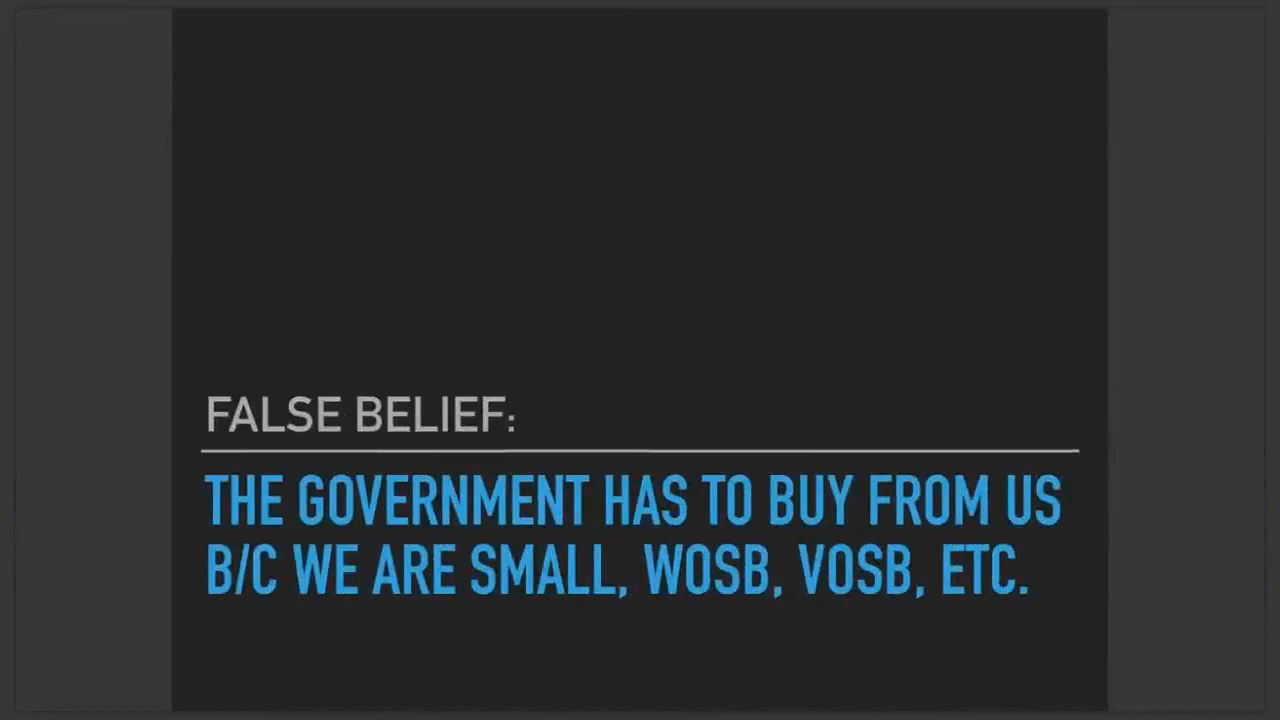 FALSE BELIEF:
THE GOVERNMENT HAS TO BUY FROM US
B/C WE ARE SMALL, WOSB, VOSB, ETC.